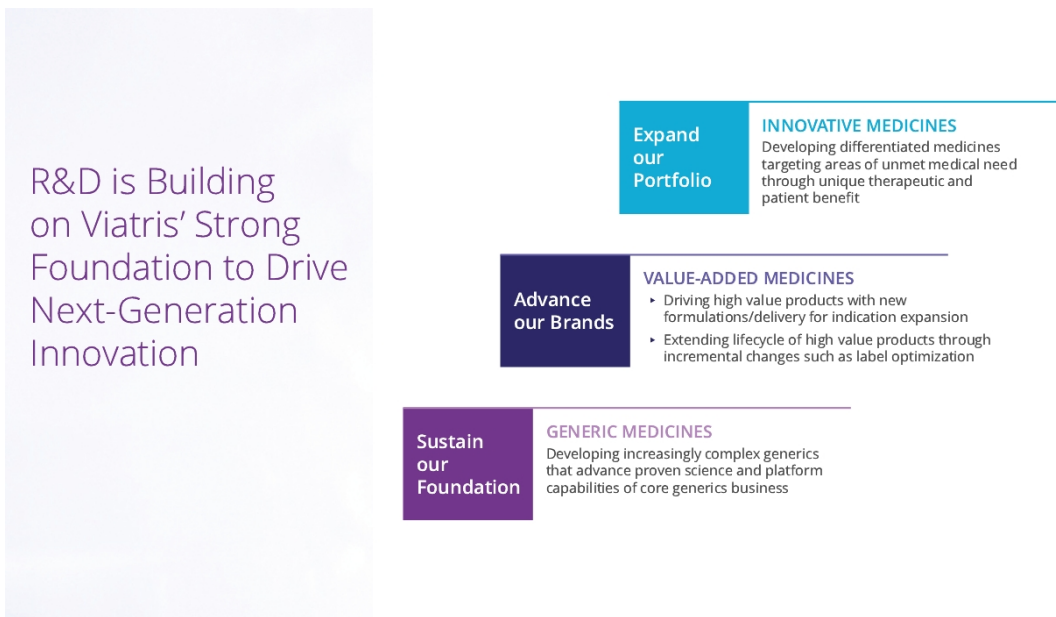 R&D is Building
on Viatris’ Strong
Foundation to Drive
Next-Generation
Innovation
Expand
our
Portfolio
INNOVATIVE MEDICINES
Developing differentiated medicines
targeting areas of unmet medical need
through unique therapeutic and
patient benefit
Advance
our Brands
VALUE-ADDED MEDICINES
‣ Driving high value products with new
formulations/delivery for indication expansion
‣ Extending lifecycle of high value products through
incremental changes such as label optimization
Sustain
our
Foundation
GENERIC MEDICINES
Developing increasingly complex generics
that advance proven science and platform
capabilities of core generics business